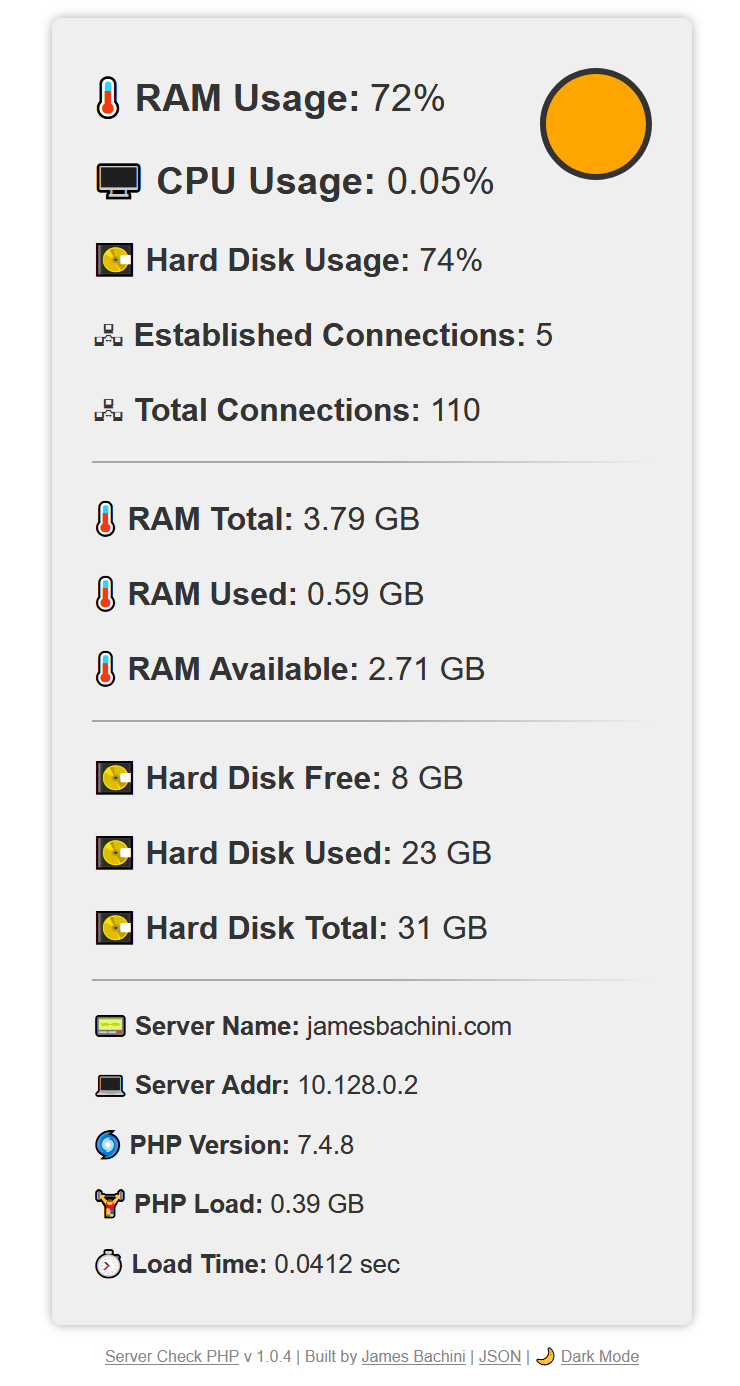 RAM Usage: 72%
CPU Usage: 0.05%
Hard Disk Usage: 74%
Established Connections: 5
Total Connections: 110
RAM Total: 3.79 GB
RAM Used: 0.59 GB
RAM Available: 2.71 GB
Hard Disk Free: 8 GB
Hard Disk Used: 23 GB
Hard Disk Total: 31 GB
Server Name: jamesbachini.com
Server Addr: 10.128.0.2
PHP Version: 7.4.8
PHP Load: 0.39 GB
Load Time: 0.0412 sec
Server Check PHP v 1.0.4 | Built by James Bachini | JSON | Dark Mode